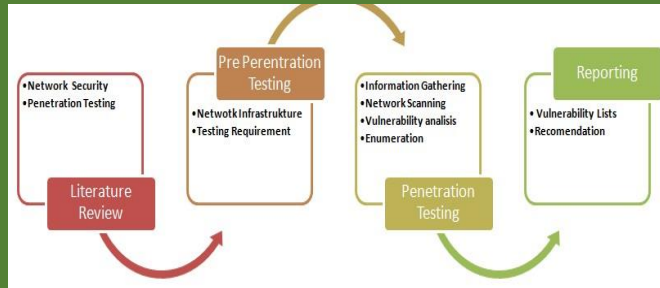 •Network Security
•Penetration Testing
Literature
Review
Pre Perentration
Testing
•Netwotk Infrastrukture
•Testing Requirement
•Information Gathering
•Network Scanning
•Vulnerability analisis
•Enumeration
Penetration
Testing
Reporting
•Vulnerability Lists
•Recomendation